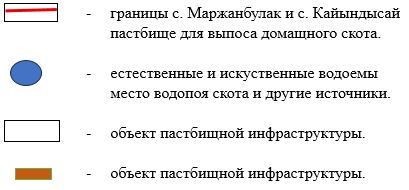 - границы с. Маржанбулак и с. Кайындысай
пастбище для выпоса домащного скота.
- естественные и искуственные водоемы
место водопоя скота и другие источники.
- объект пастбищной инфраструктуры.
- объект пастбищной инфраструктуры.